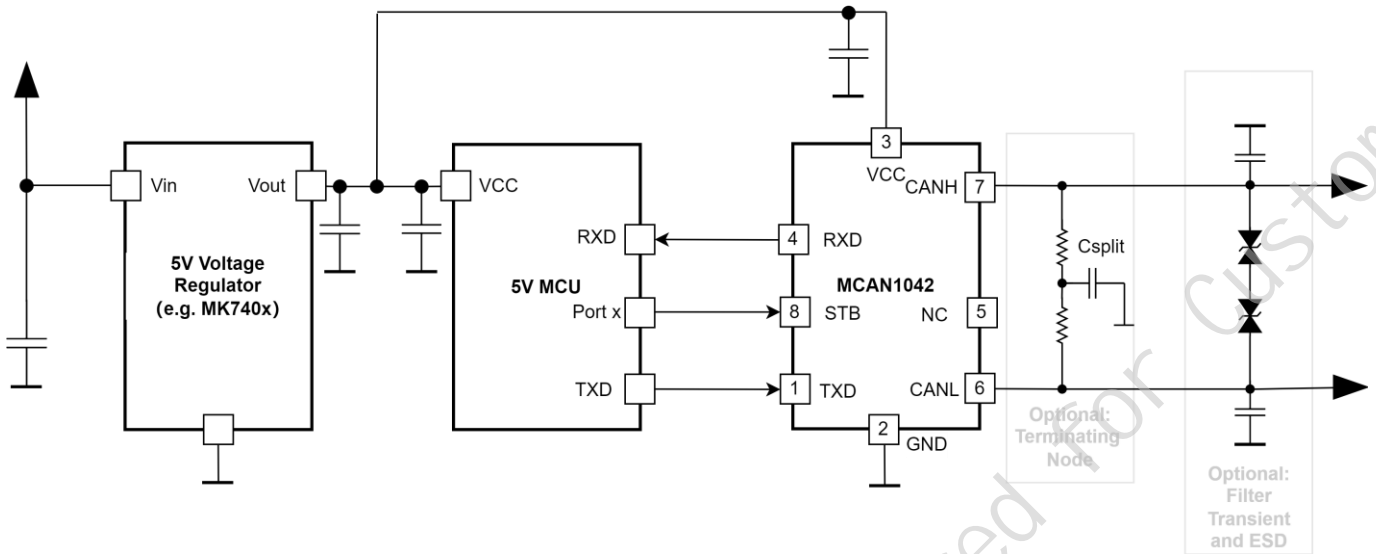 Vin
Vout
5V Voltage
Regulator
(e.g. MK740x)
VCC
RXD
5V MCU
Port x
TXD
3
VCC
CANH
7
4
RXD
MCAN1042
8
STB
NC
5
1
TXD
CANL
6
2
GND
Csplit
Optional:
Terminating
Node
Optional:
Filter
Transient
and ESD
for Custo